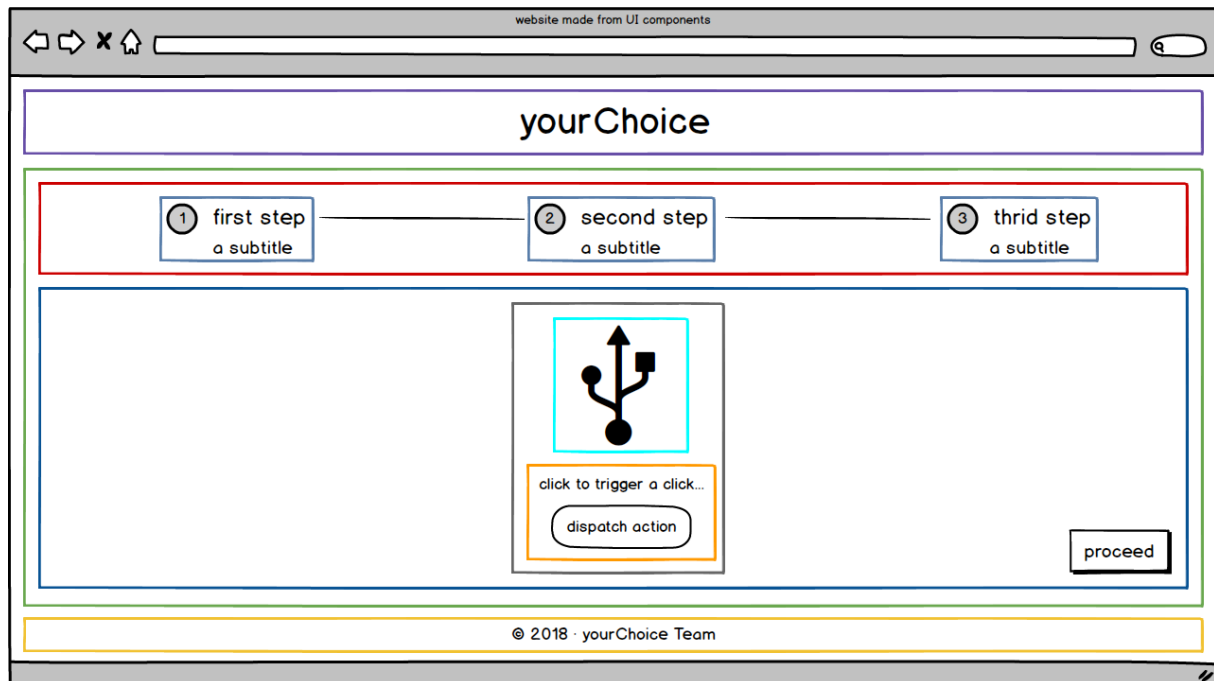 website made from UI components
yourChoice
1 first step
a subtitle
2 second step
a subtitle
3 thrid step
a subtitle
click to trigger a click...
dispatch action
proceed
© 2018 · yourChoice Team